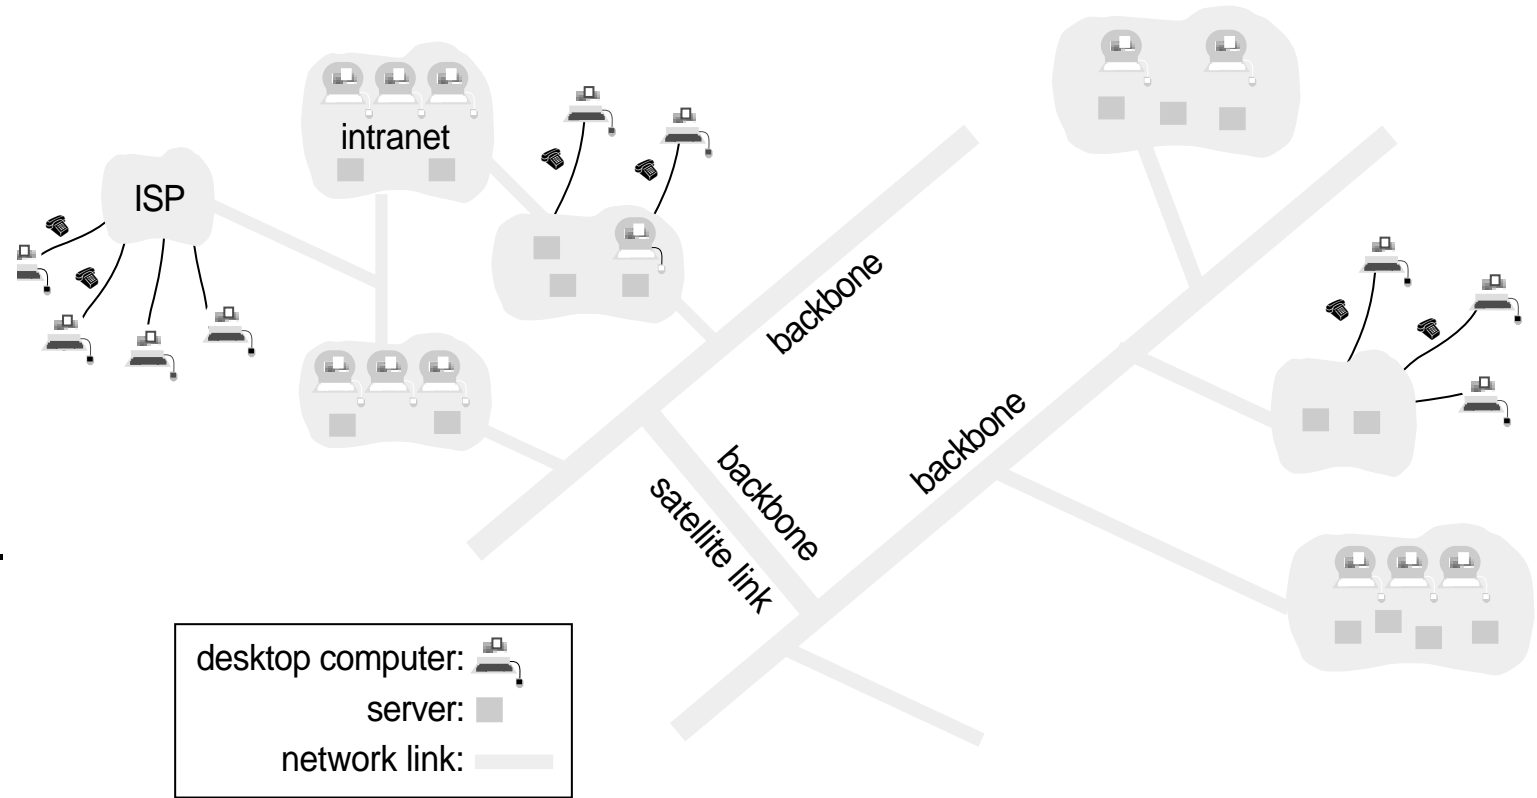 intranet
ISP
backbone
backbone
backbone
satellite link
desktop computer:
server:
network link: